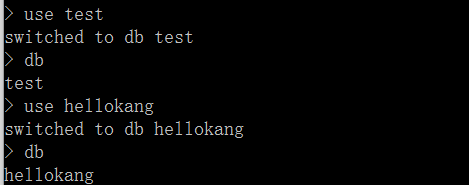 > use test
switched to db test
> db
test
> use hellokang
switched to db hellokang
> db
hellokang